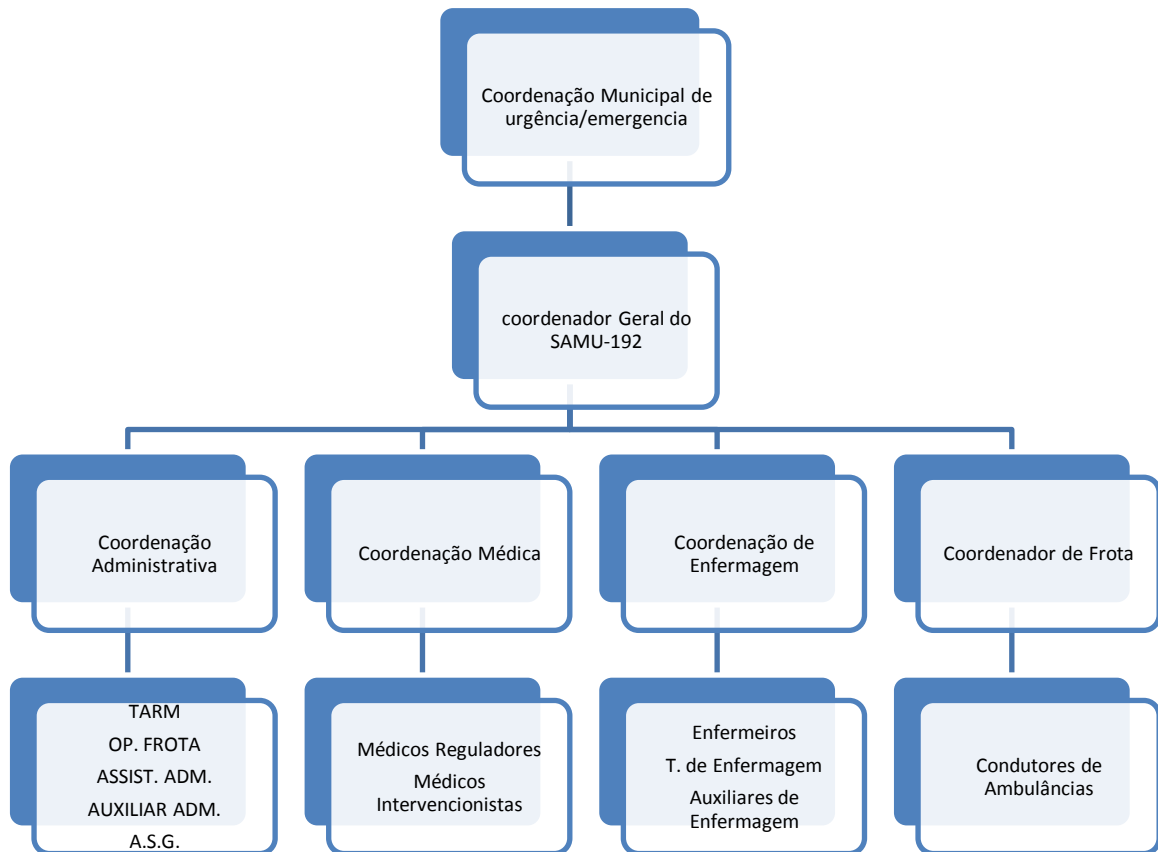 Coordenação Municipal de
urgência/emergencia
coordenador Geral do
SAMU-192
Coordenação
Administrativa
Coordenação Médica
Coordenação de
Enfermagem
Coordenador de Frota
TARM
OP. FROTA
ASSIST. ADM.
AUXILIAR ADM.
A.S.G.
Médicos Reguladores
Médicos
Intervencionistas
Enfermeiros
T. de Enfermagem
Auxiliares de
Enfermagem
Condutores de
Ambulâncias